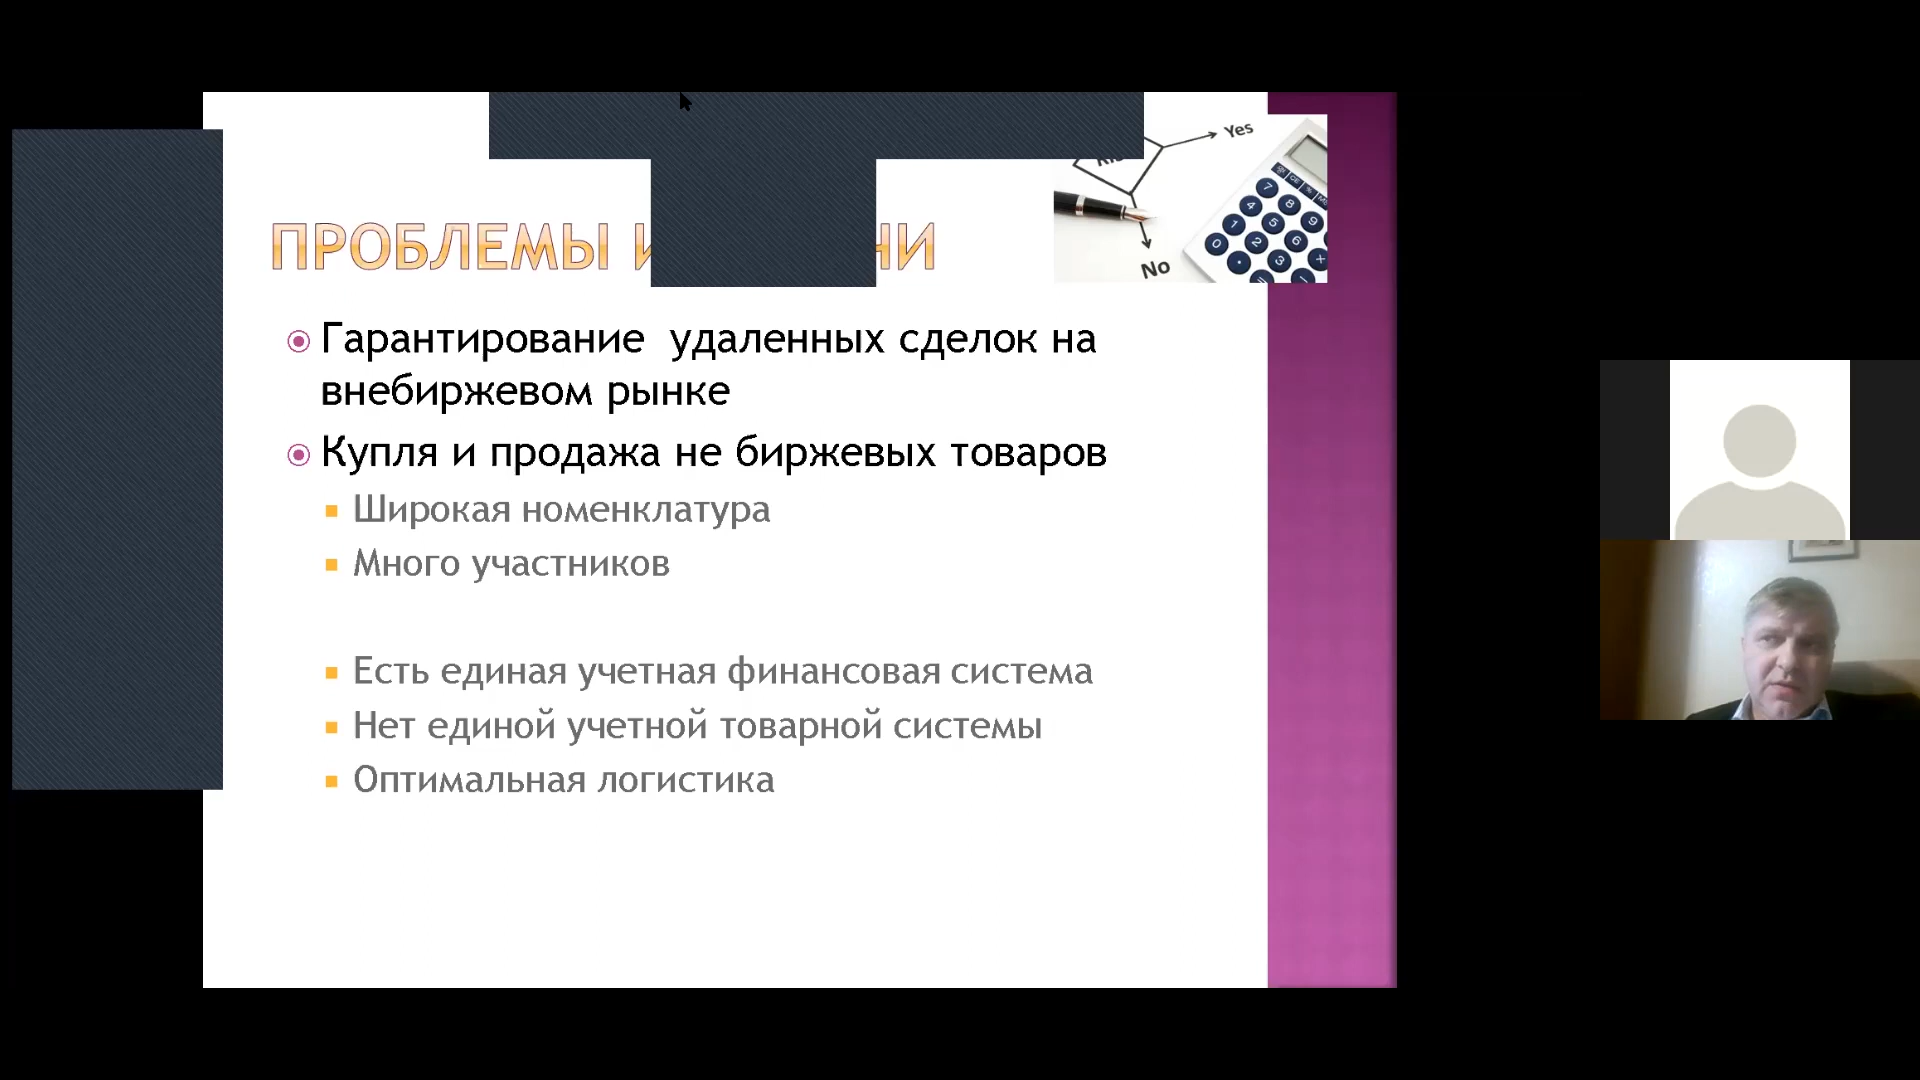 Yes
No
ПРОБЛЕМЫ
Гарантирование удаленных сделок на
внебиржевом рынке
Купля и продажа не биржевых товаров
Широкая номенклатура
Много участников
Есть единая учетная финансовая система
Нет единой учетной товарной системы
Оптимальная логистика